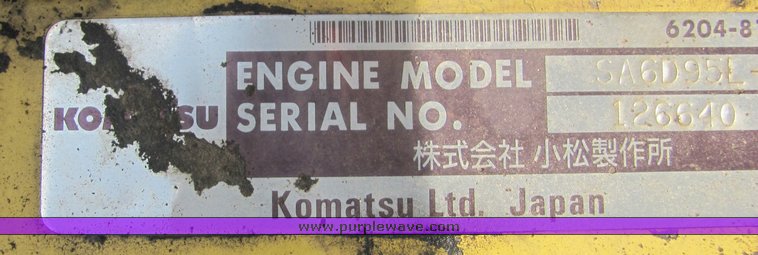 6204-81
KOMATSU
ENGINE MODEL SA6D95L-
SERIAL NO. 126640
株式会社 小松製作所
Komatsu Ltd. Japan
www.purplewave.com